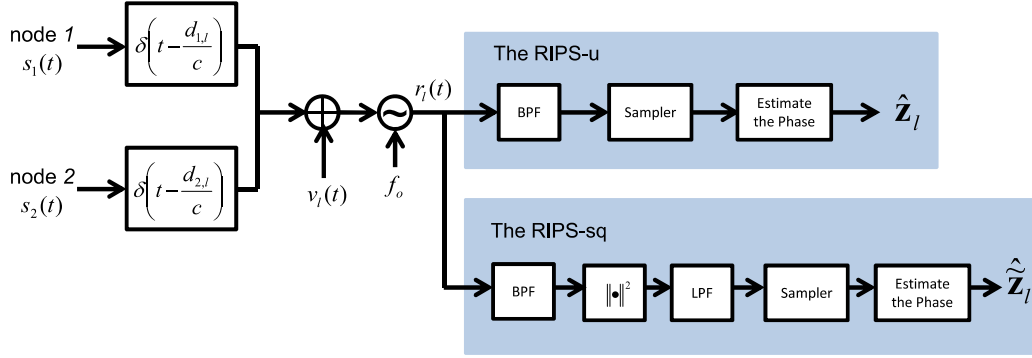 node 1
s₁(t)
δ(t − d₁,ₗ/c)
node 2
s₂(t)
δ(t − d₂,ₗ/c)
vₗ(t)
~
fₒ
rₗ(t)
The RIPS-u
BPF
Sampler
Estimate
the Phase
ẑₗ
The RIPS-sq
BPF
‖•‖²
LPF
Sampler
Estimate
the Phase
z̃̂ₗ